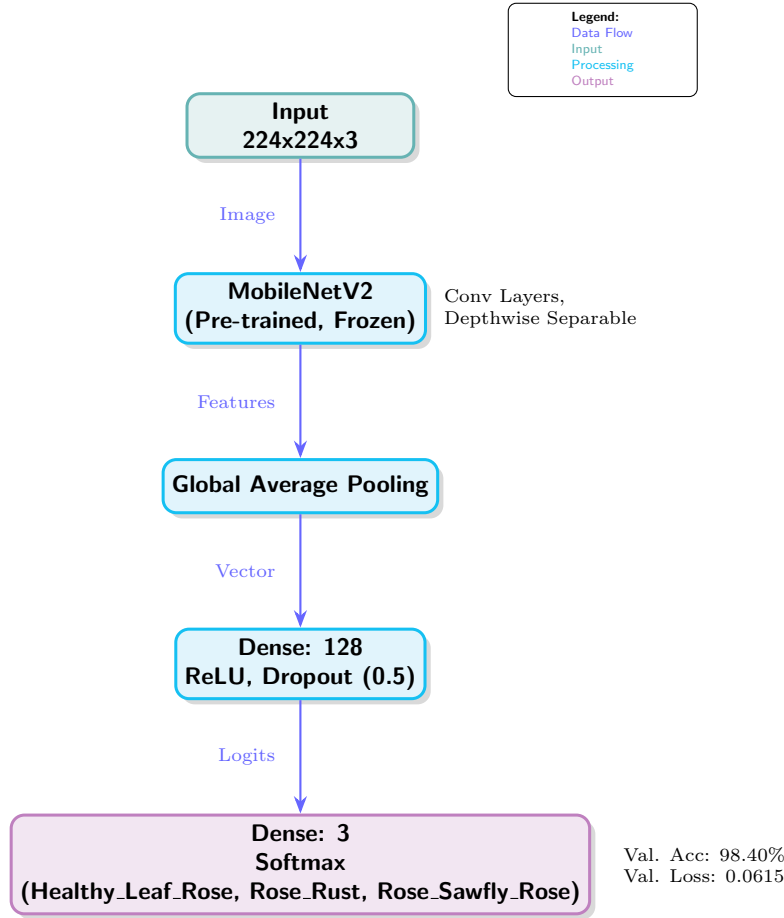 Legend:
Data Flow
Input
Processing
Output
Input
224x224x3
Image
MobileNetV2
(Pre-trained, Frozen)
Conv Layers,
Depthwise Separable
Features
Global Average Pooling
Vector
Dense: 128
ReLU, Dropout (0.5)
Logits
Dense: 3
Softmax
(Healthy_Leaf_Rose, Rose_Rust, Rose_Sawfly_Rose)
Val. Acc: 98.40%
Val. Loss: 0.0615